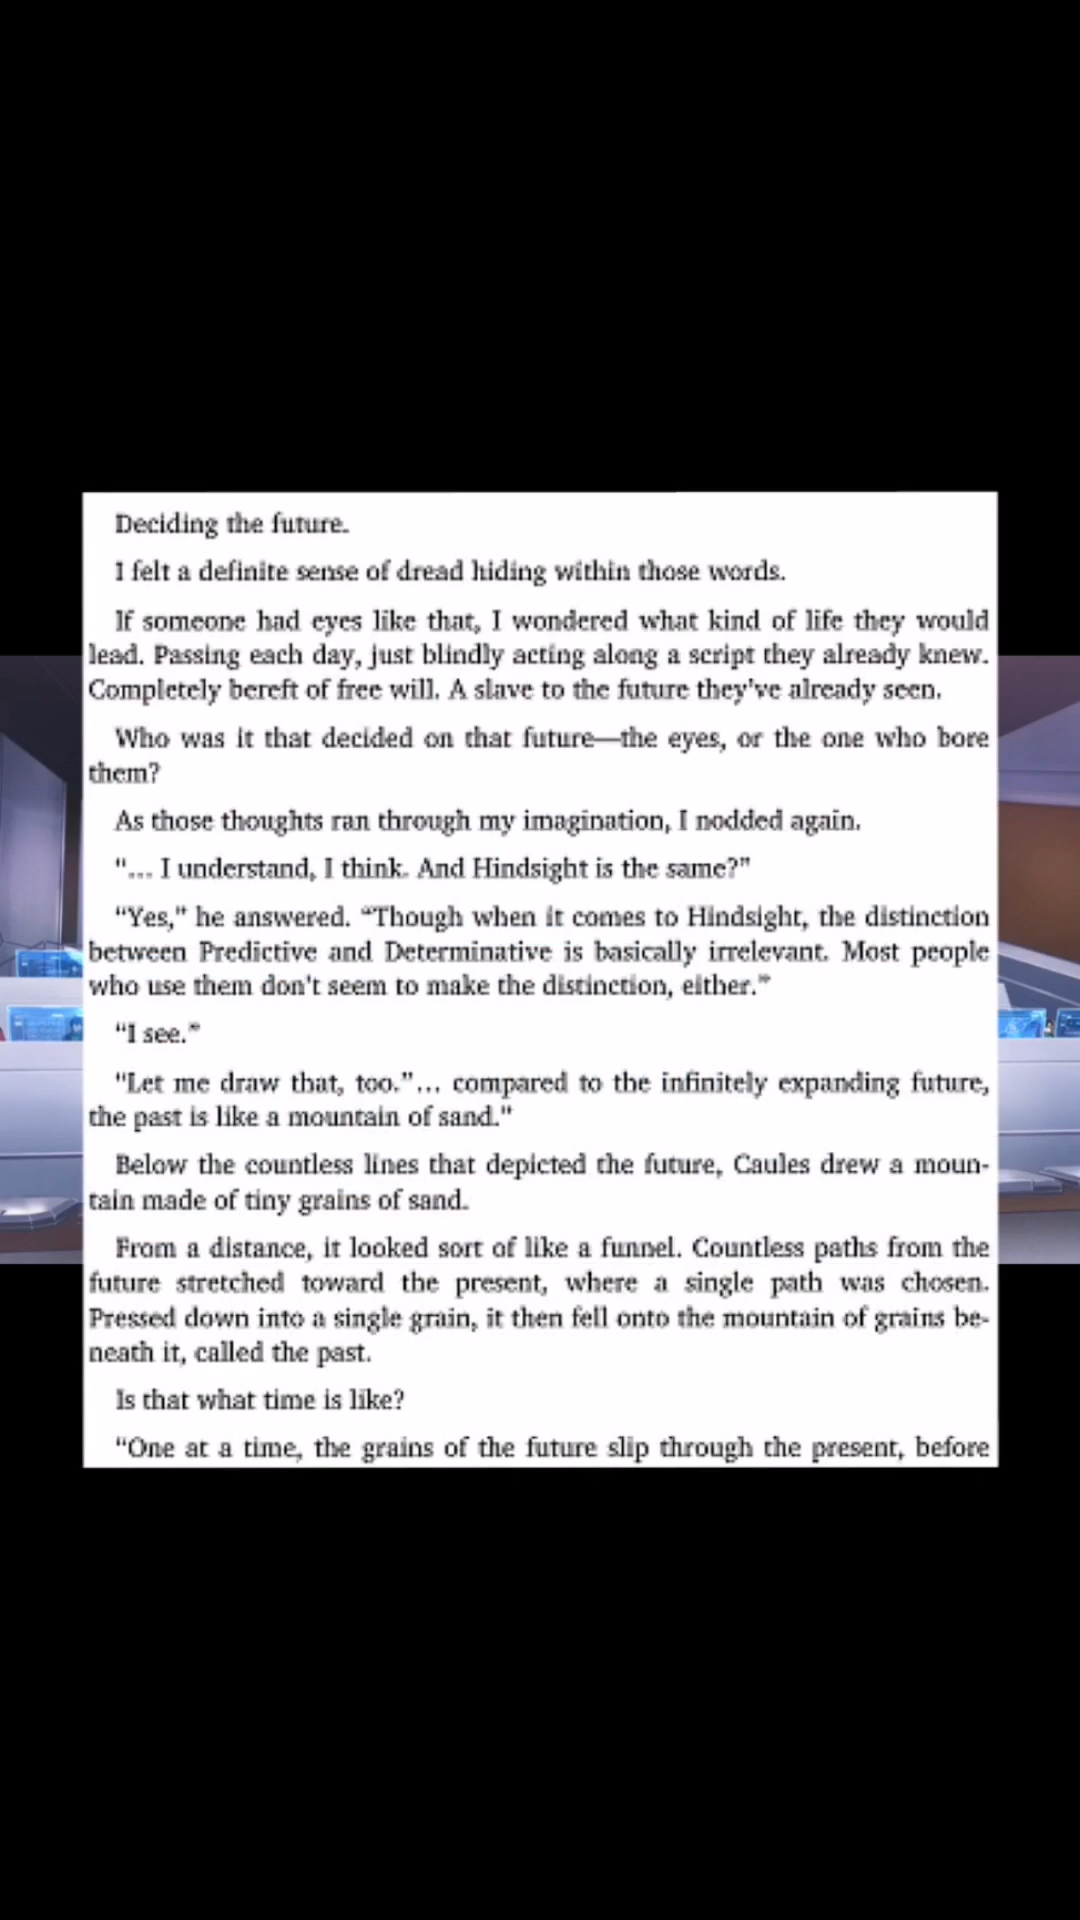 Deciding the future.
I felt a definite sense of dread hiding within those words.
If someone had eyes like that, I wondered what kind of life they would
lead. Passing each day, just blindly acting along a script they already knew.
Completely bereft of free will. A slave to the future they've already seen.
Who was it that decided on that future—the eyes, or the one who bore
them?
As those thoughts ran through my imagination, I nodded again.
“... I understand, I think. And Hindsight is the same?”
“Yes,” he answered. “Though when it comes to Hindsight, the distinction
between Predictive and Determinative is basically irrelevant. Most people
who use them don't seem to make the distinction, either.”
“I see.”
“Let me draw that, too.”... compared to the infinitely expanding future,
the past is like a mountain of sand."
Below the countless lines that depicted the future, Caules drew a moun-
tain made of tiny grains of sand.
From a distance, it looked sort of like a funnel. Countless paths from the
future stretched toward the present, where a single path was chosen.
Pressed down into a single grain, it then fell onto the mountain of grains be-
neath it, called the past.
Is that what time is like?
“One at a time, the grains of the future slip through the present, before